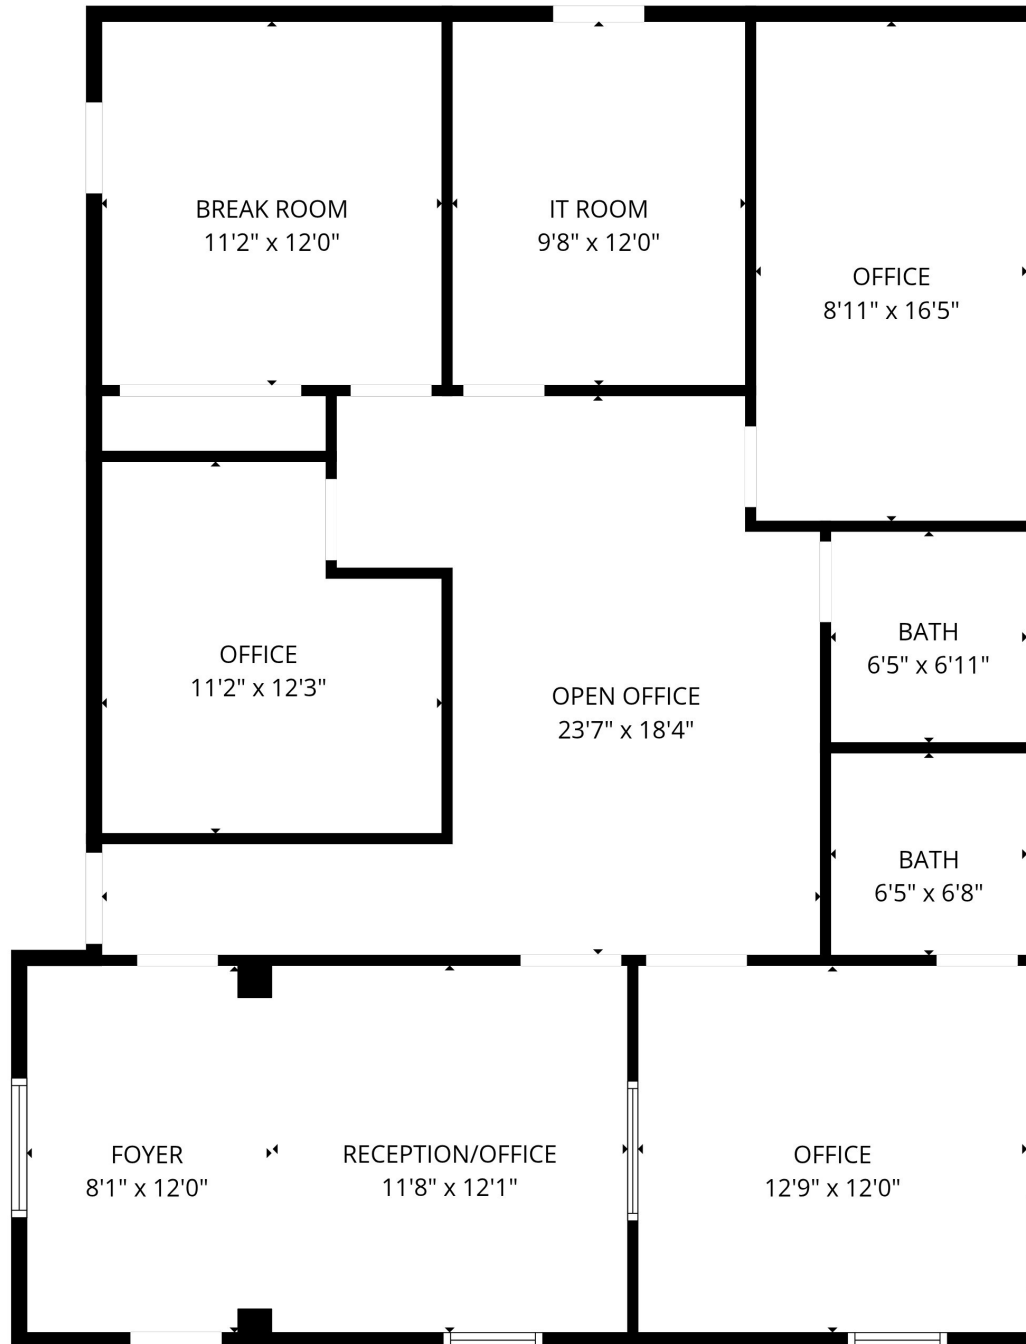 BREAK ROOM
11'2" x 12'0"
IT ROOM
9'8" x 12'0"
OFFICE
8'11" x 16'5"
OFFICE
11'2" x 12'3"
OPEN OFFICE
23'7" x 18'4"
BATH
6'5" x 6'11"
BATH
6'5" x 6'8"
FOYER
8'1" x 12'0"
RECEPTION/OFFICE
11'8" x 12'1"
OFFICE
12'9" x 12'0"